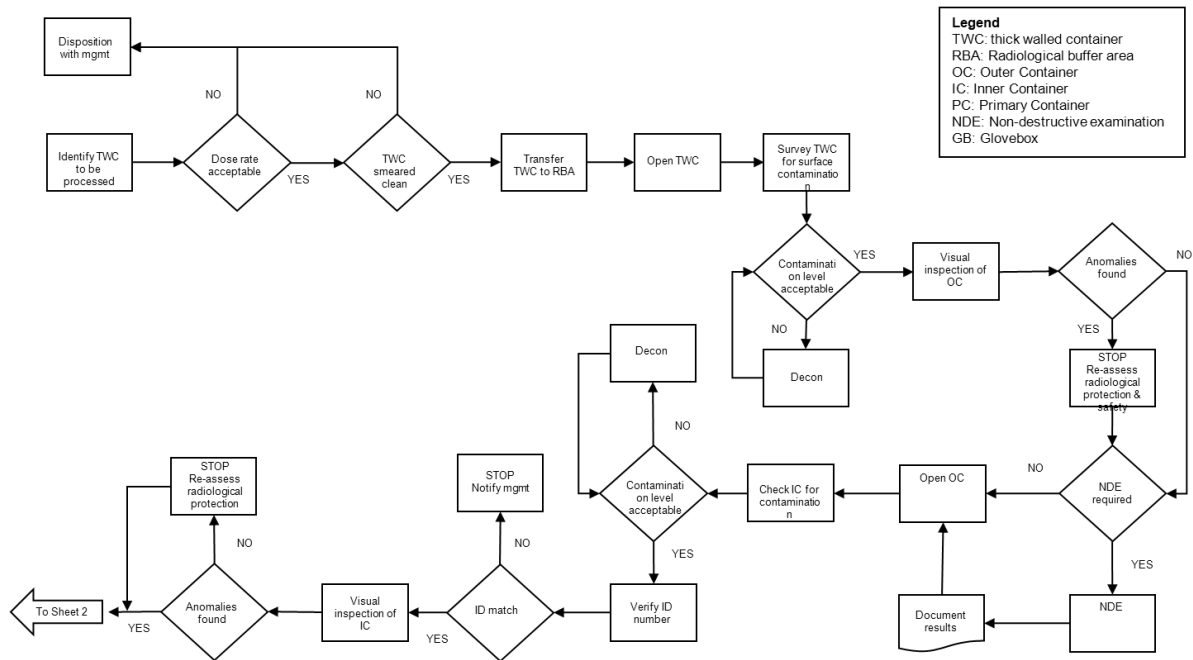 Legend
TWC: thick walled container
RBA: Radiological buffer area
OC: Outer Container
IC: Inner Container
PC: Primary Container
NDE: Non-destructive examination
GB: Glovebox
Disposition
with mgmt
NO
NO
Identify TWC
to be
processed
Dose rate
acceptable
YES
TWC
smeared
clean
YES
Transfer
TWC to RBA
Open TWC
Survey TWC
for surface
contaminatio
n
Contaminati
on level
acceptable
YES
NO
Decon
Visual
inspection of
OC
Anomalies
found
NO
YES
STOP
Re-assess
radiological
protection &
safety
NDE
required
NO
YES
NDE
Document
results
Open OC
Check IC for
contaminatio
n
Contaminati
on level
acceptable
NO
Decon
YES
Verify ID
number
ID match
NO
STOP
Notify mgmt
YES
Visual
inspection of
IC
Anomalies
found
NO
STOP
Re-assess
radiological
protection
YES
To Sheet 2